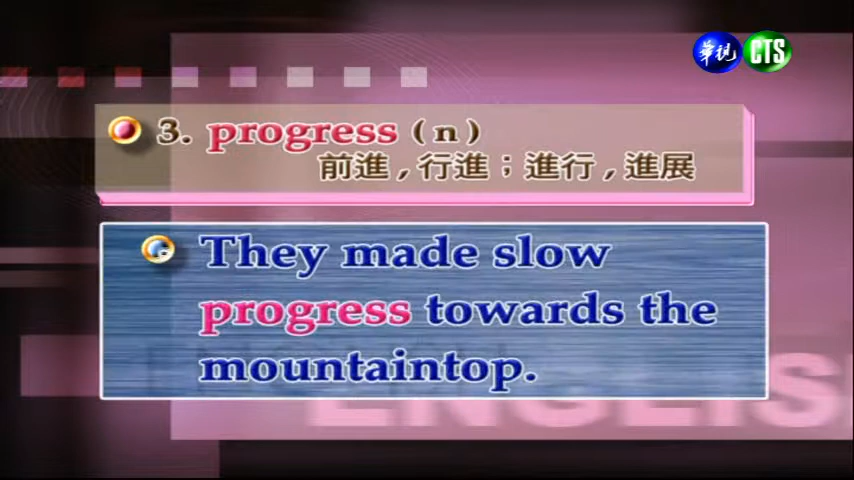 華視 CTS
3. progress (n)
前進,行進;進行,進展
They made slow
progress towards the
mountaintop.
ENGLISH